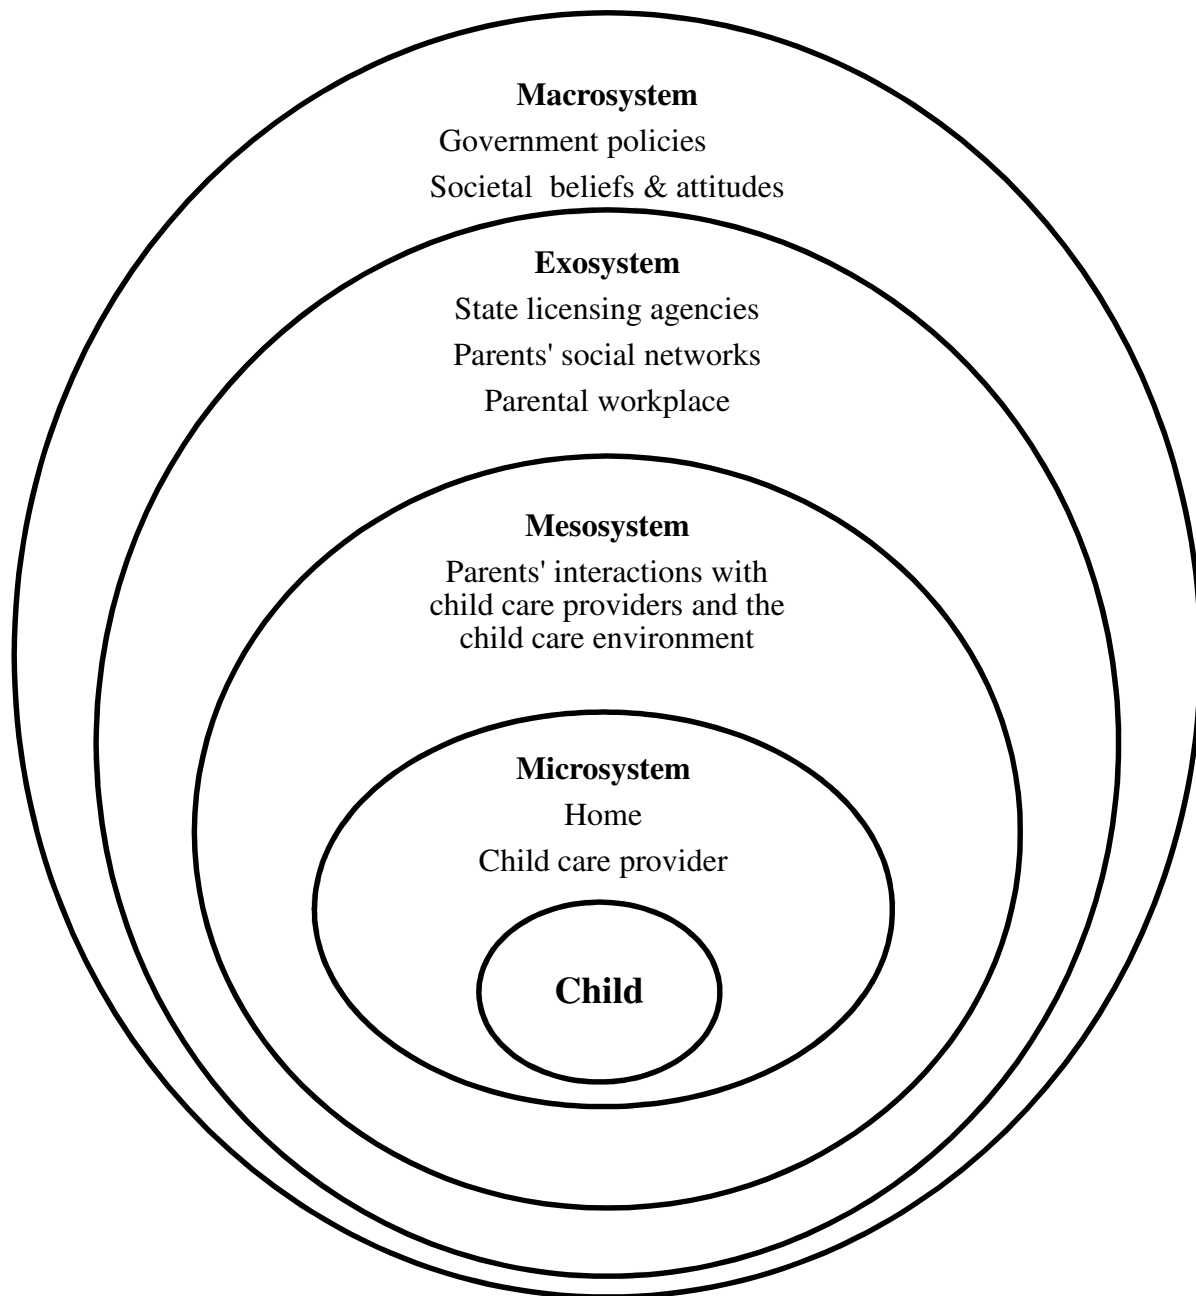 Macrosystem
Government policies
Societal  beliefs & attitudes
Exosystem
State licensing agencies
Parents' social networks
Parental workplace
Mesosystem
Parents' interactions with
child care providers and the
child care environment
Microsystem
Home
Child care provider
Child